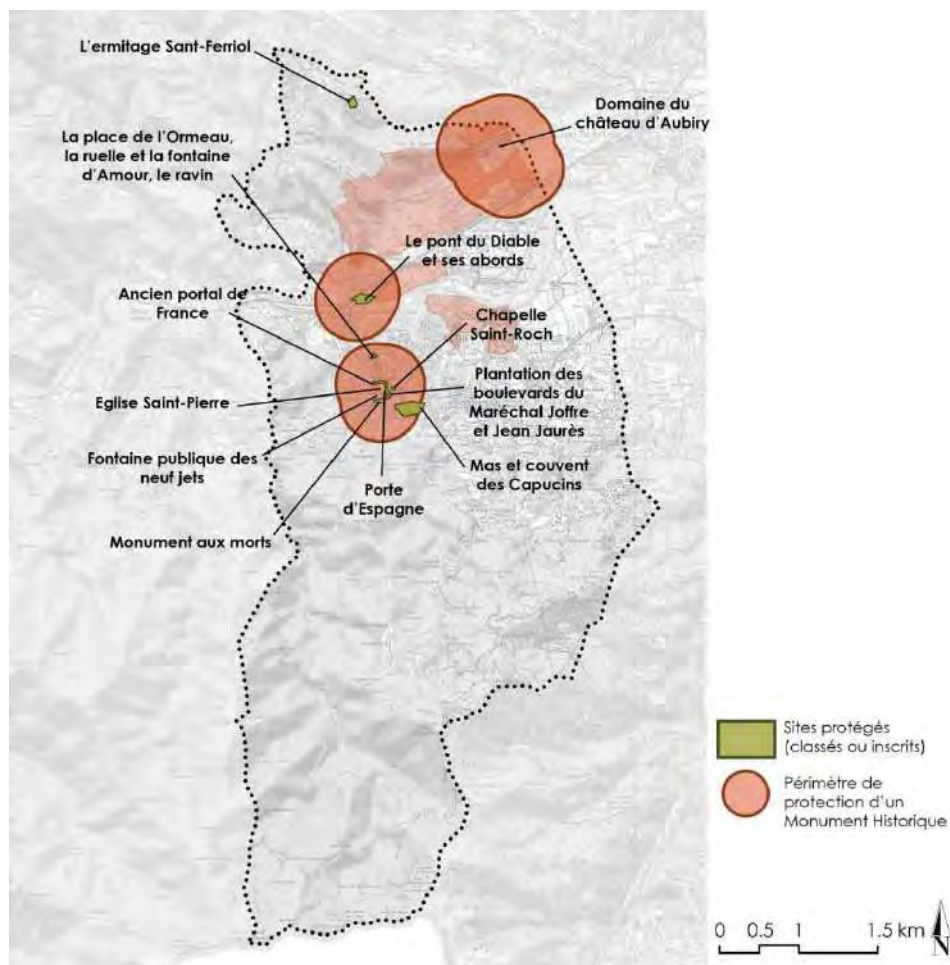 L'ermitage Sant-Ferriol
Domaine du
château d'Aubiry
La place de l'Ormeau,
la ruelle et la fontaine
d'Amour, le ravin
Le pont du Diable
et ses abords
Ancien portal de
France
Chapelle
Saint-Roch
Plantation des
boulevards du
Maréchal Joffre
et Jean Jaurès
Eglise Saint-Pierre
Fontaine publique des
neuf jets
Mas et couvent
des Capucins
Porte
d'Espagne
Monument aux morts
Sites protégés
(classés ou inscrits)
Périmètre de
protection d'un
Monument Historique
0 0.5 1 1.5 km
N